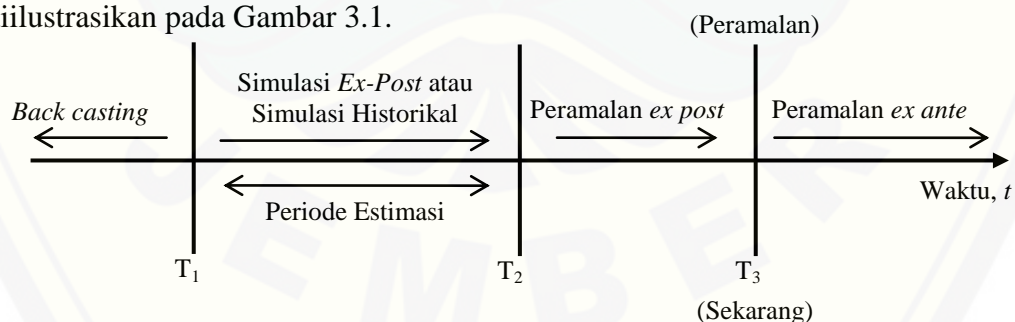 iilustrasikan pada Gambar 3.1.
(Peramalan)
Simulasi Ex-Post atau
Simulasi Historikal
Back casting
Peramalan ex post
Peramalan ex ante
Periode Estimasi
Waktu, t
T₁
T₂
T₃
(Sekarang)
JEMBER